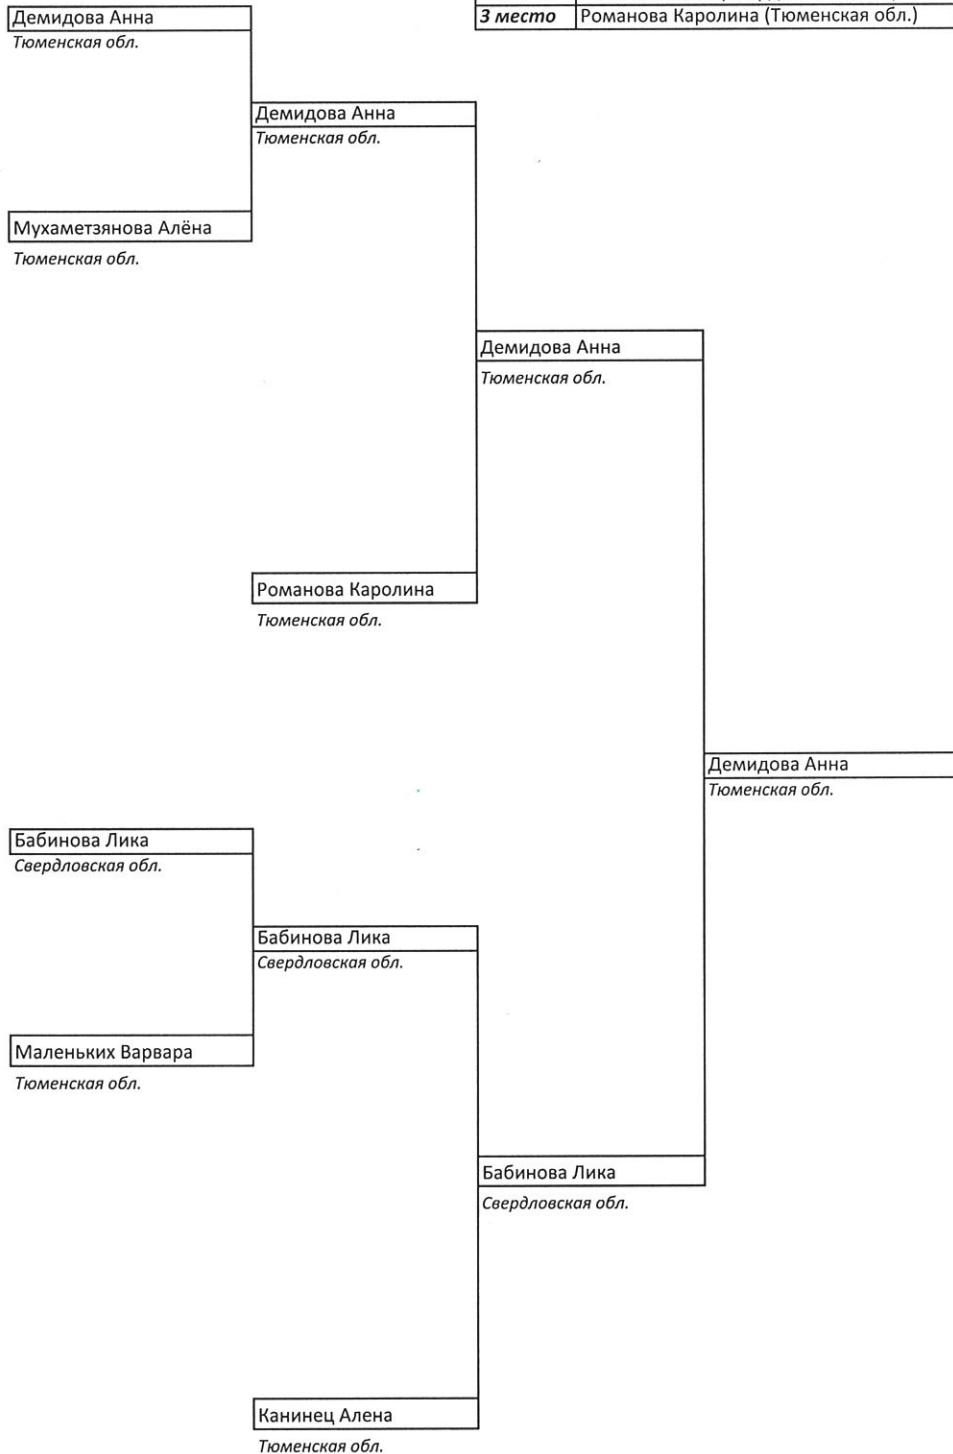 Демидова Анна
Тюменская обл.
3 место Романова Каролина (Тюменская обл.)
Демидова Анна
Тюменская обл.
Мухаметзянова Алёна
Тюменская обл.
Демидова Анна
Тюменская обл.
Романова Каролина
Тюменская обл.
Демидова Анна
Тюменская обл.
Бабинова Лика
Свердловская обл.
Бабинова Лика
Свердловская обл.
Маленьких Варвара
Тюменская обл.
Бабинова Лика
Свердловская обл.
Канинец Алена
Тюменская обл.